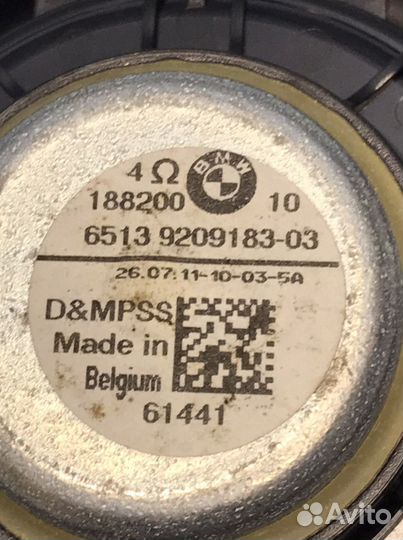 4Ω BMW
188200 10
6513 9209183-03
26.07.11-10-03-5A
D&MPSS
Made in
Belgium
61441
Avito